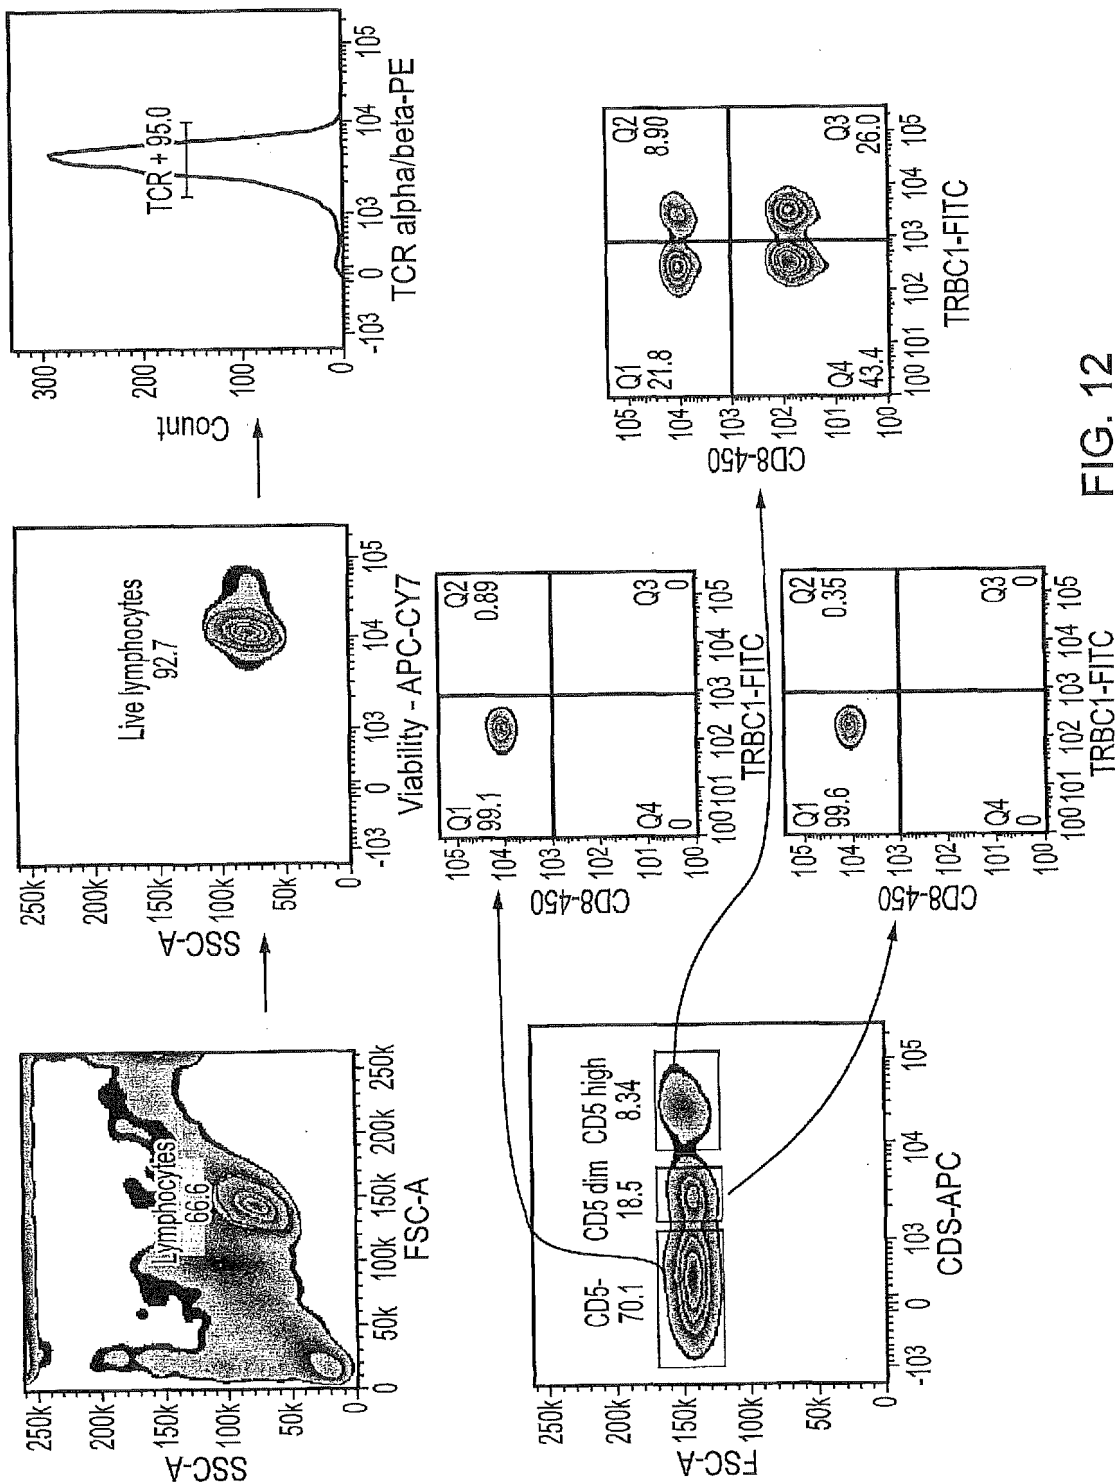 250k
200k
150k
100k
50k
0
SSC-A
Lymphocytes
66.6
0
50k
100k
150k
200k
250k
FSC-A
250k
200k
150k
100k
50k
0
SSC-A
Live lymphocytes
92.7
-103
0
103
104
105
Viability - APC-CY7
300
200
100
0
Count
TCR + 95.0
-103
0
103
104
105
TCR alpha/beta-PE
250k
200k
150k
100k
50k
0
FSC-A
CD5-
70.1
CD5 dim
18.5
CD5 high
8.34
-103
0
103
104
105
CDS-APC
105
104
103
102
101
100
CD8-450
Q1
99.1
Q2
0.89
Q4
0
Q3
0
100 101 102 103 104 105
TRBC1-FITC
105
104
103
102
101
100
CD8-450
Q1
99.6
Q2
0.35
Q4
0
Q3
0
100 101 102 103 104 105
TRBC1-FITC
105
104
103
102
101
100
CD8-450
Q1
21.8
Q2
8.90
Q4
43.4
Q3
26.0
100 101 102 103 104 105
TRBC1-FITC
FIG. 12